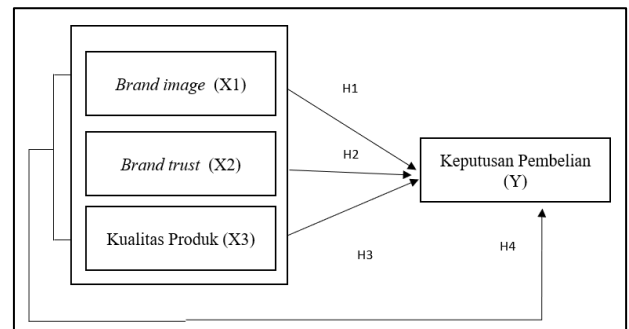 Brand image (X1)
H1
Brand trust (X2)
H2
Keputusan Pembelian
(Y)
Kualitas Produk (X3)
H3
H4